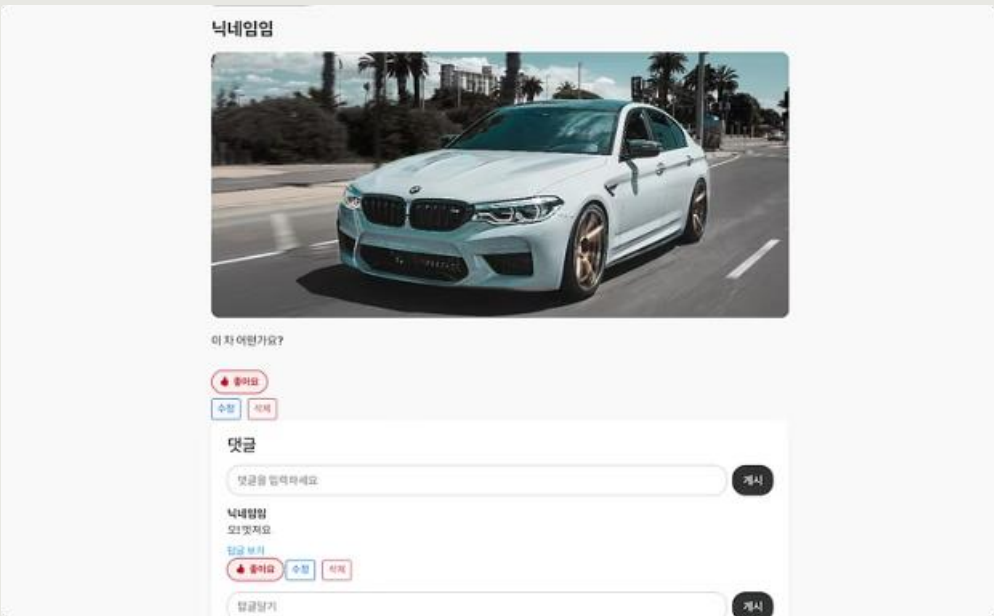 닉네임임
이 차 어떤가요?
좋아요
수정 삭제
댓글
댓글을 입력하세요 게시
닉네임임
오! 멋져요
답글 보기
좋아요 수정 삭제
답글달기 게시